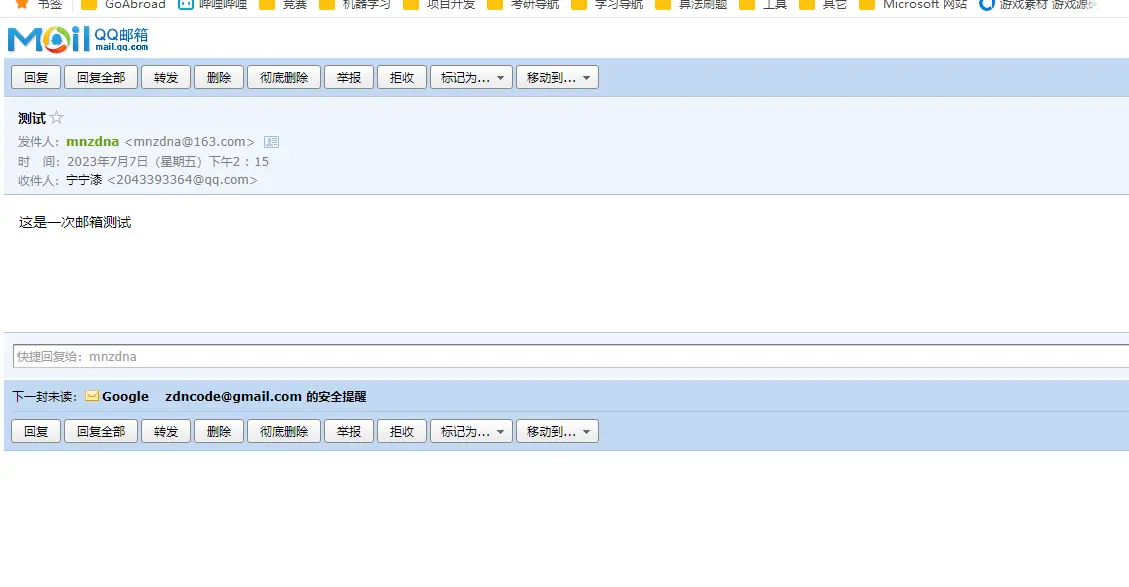 书签 GoAbroad 哔哩哔哩 竞赛 机器学习 项目开发 考研导航 学习导航 算法刷题 工具 其它 Microsoft 网站 游戏素材 游戏源码
Mail QQ邮箱
mail.qq.com
回复 回复全部 转发 删除 彻底删除 举报 拒收 标记为... 移动到...
测试
发件人: mnzdna <mnzdna@163.com>
时 间: 2023年7月7日 (星期五) 下午2 : 15
收件人: 宁宁漆 <2043393364@qq.com>
这是一次邮箱测试
快捷回复给: mnzdna
下一封未读: Google zdncode@gmail.com 的安全提醒
回复 回复全部 转发 删除 彻底删除 举报 拒收 标记为... 移动到...